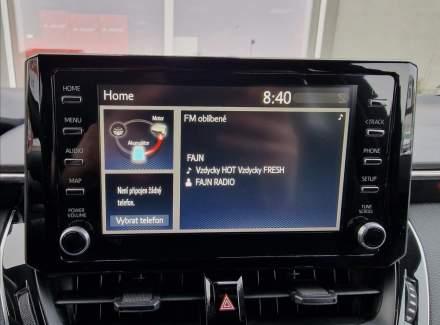 HOME
MENU
AUDIO
MAP
POWER
VOLUME
Home
8:40
Motor
Akumulátor
Není připojen žádný
telefon.
Vybrat telefon
FM oblíbené
FAJN
Vzdycky HOT Vzdycky FRESH
FAJN RADIO
<TRACK
PHONE
SETUP
TUNE
SCROLL